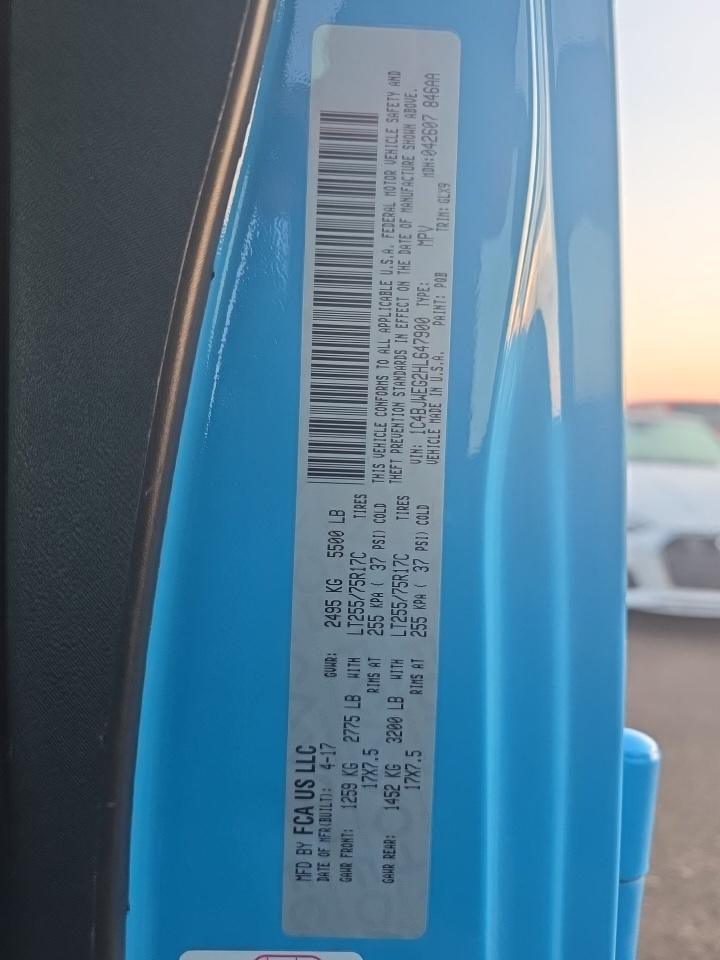 MFD BY FCA US LLC
DATE OF MFR(BUILT): 4-17 GVWR: 2495 KG 5500 LB
GAWR FRONT: 1259 KG 2775 LB WITH LT255/75R17C TIRES
17X7.5 RIMS AT 255 KPA ( 37 PSI) COLD
GAWR REAR: 1452 KG 3200 LB WITH LT255/75R17C TIRES
17X7.5 RIMS AT 255 KPA ( 37 PSI) COLD
THIS VEHICLE CONFORMS TO ALL APPLICABLE U.S.A. FEDERAL MOTOR VEHICLE SAFETY AND
THEFT PREVENTION STANDARDS IN EFFECT ON THE DATE OF MANUFACTURE SHOWN ABOVE.
VIN: 1C4BJWEG2HL647900 TYPE: MPV MDH:042607 846AA
VEHICLE MADE IN U.S.A. PAINT: PQB TRIM: GLX9